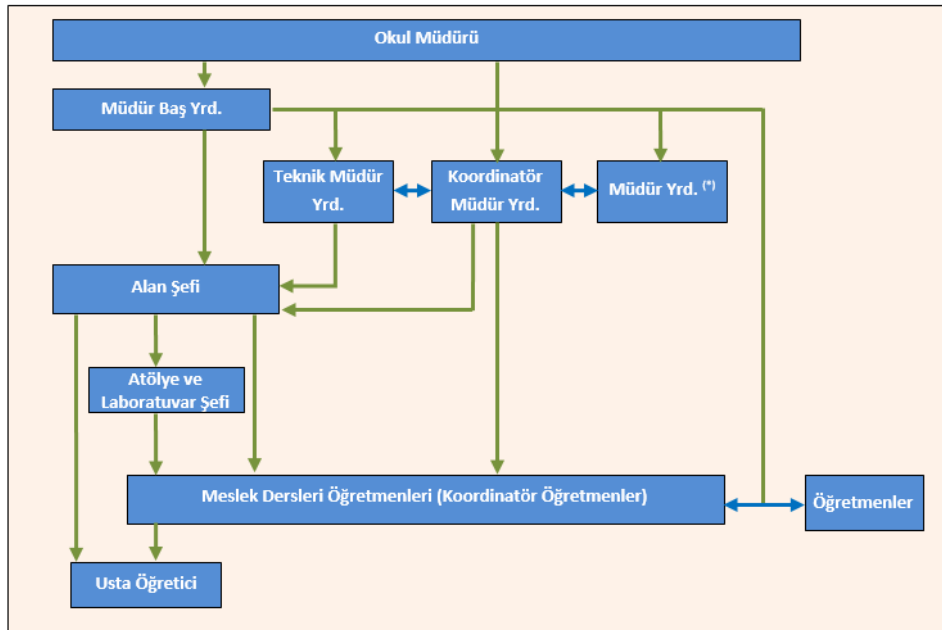 Okul Müdürü
Müdür Baş Yrd.
Teknik Müdür
Yrd.
Koordinatör
Müdür Yrd.
Müdür Yrd. (*)
Alan Şefi
Atölye ve
Laboratuvar Şefi
Meslek Dersleri Öğretmenleri (Koordinatör Öğretmenler)
Öğretmenler
Usta Öğretici